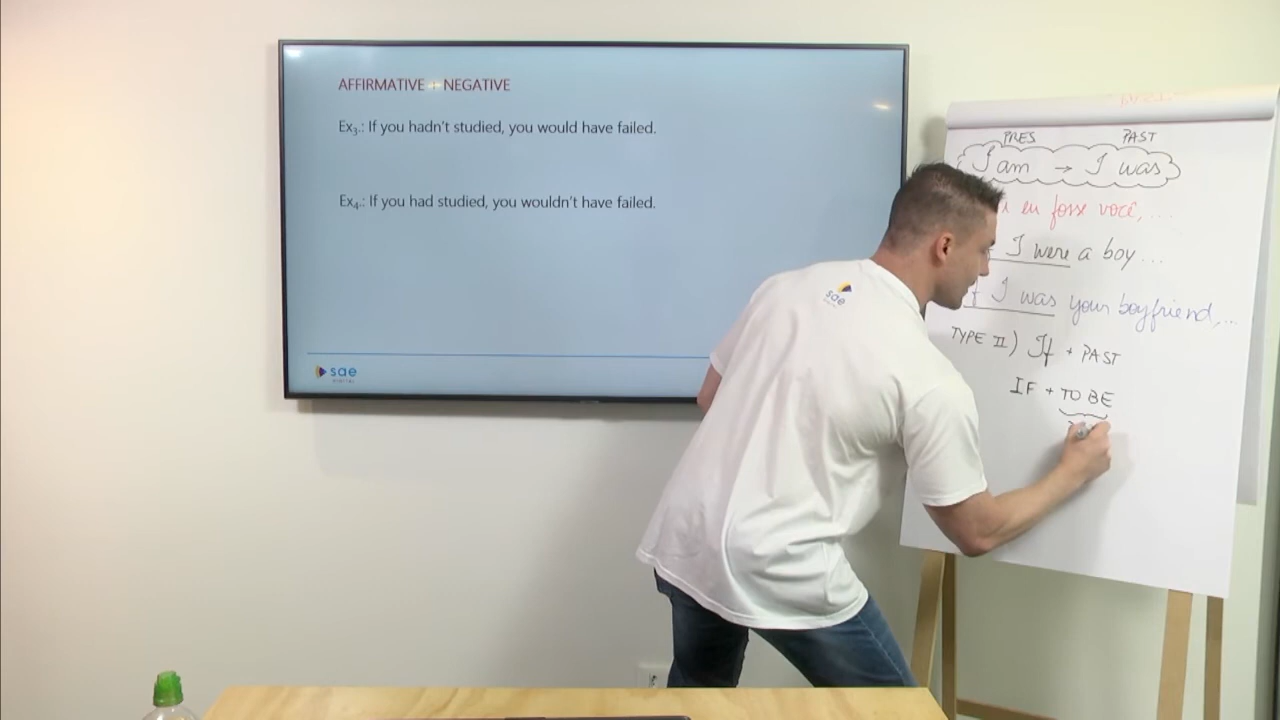 AFFIRMATIVE + NEGATIVE
Ex3.: If you hadn't studied, you would have failed.
Ex4.: If you had studied, you wouldn't have failed.
sae
DIGITAL
sae
PRES PAST
I am → I was
eu fosse você, ...
I were a boy ...
I was your boyfriend, ...
TYPE II) If + PAST
IF + TO BE